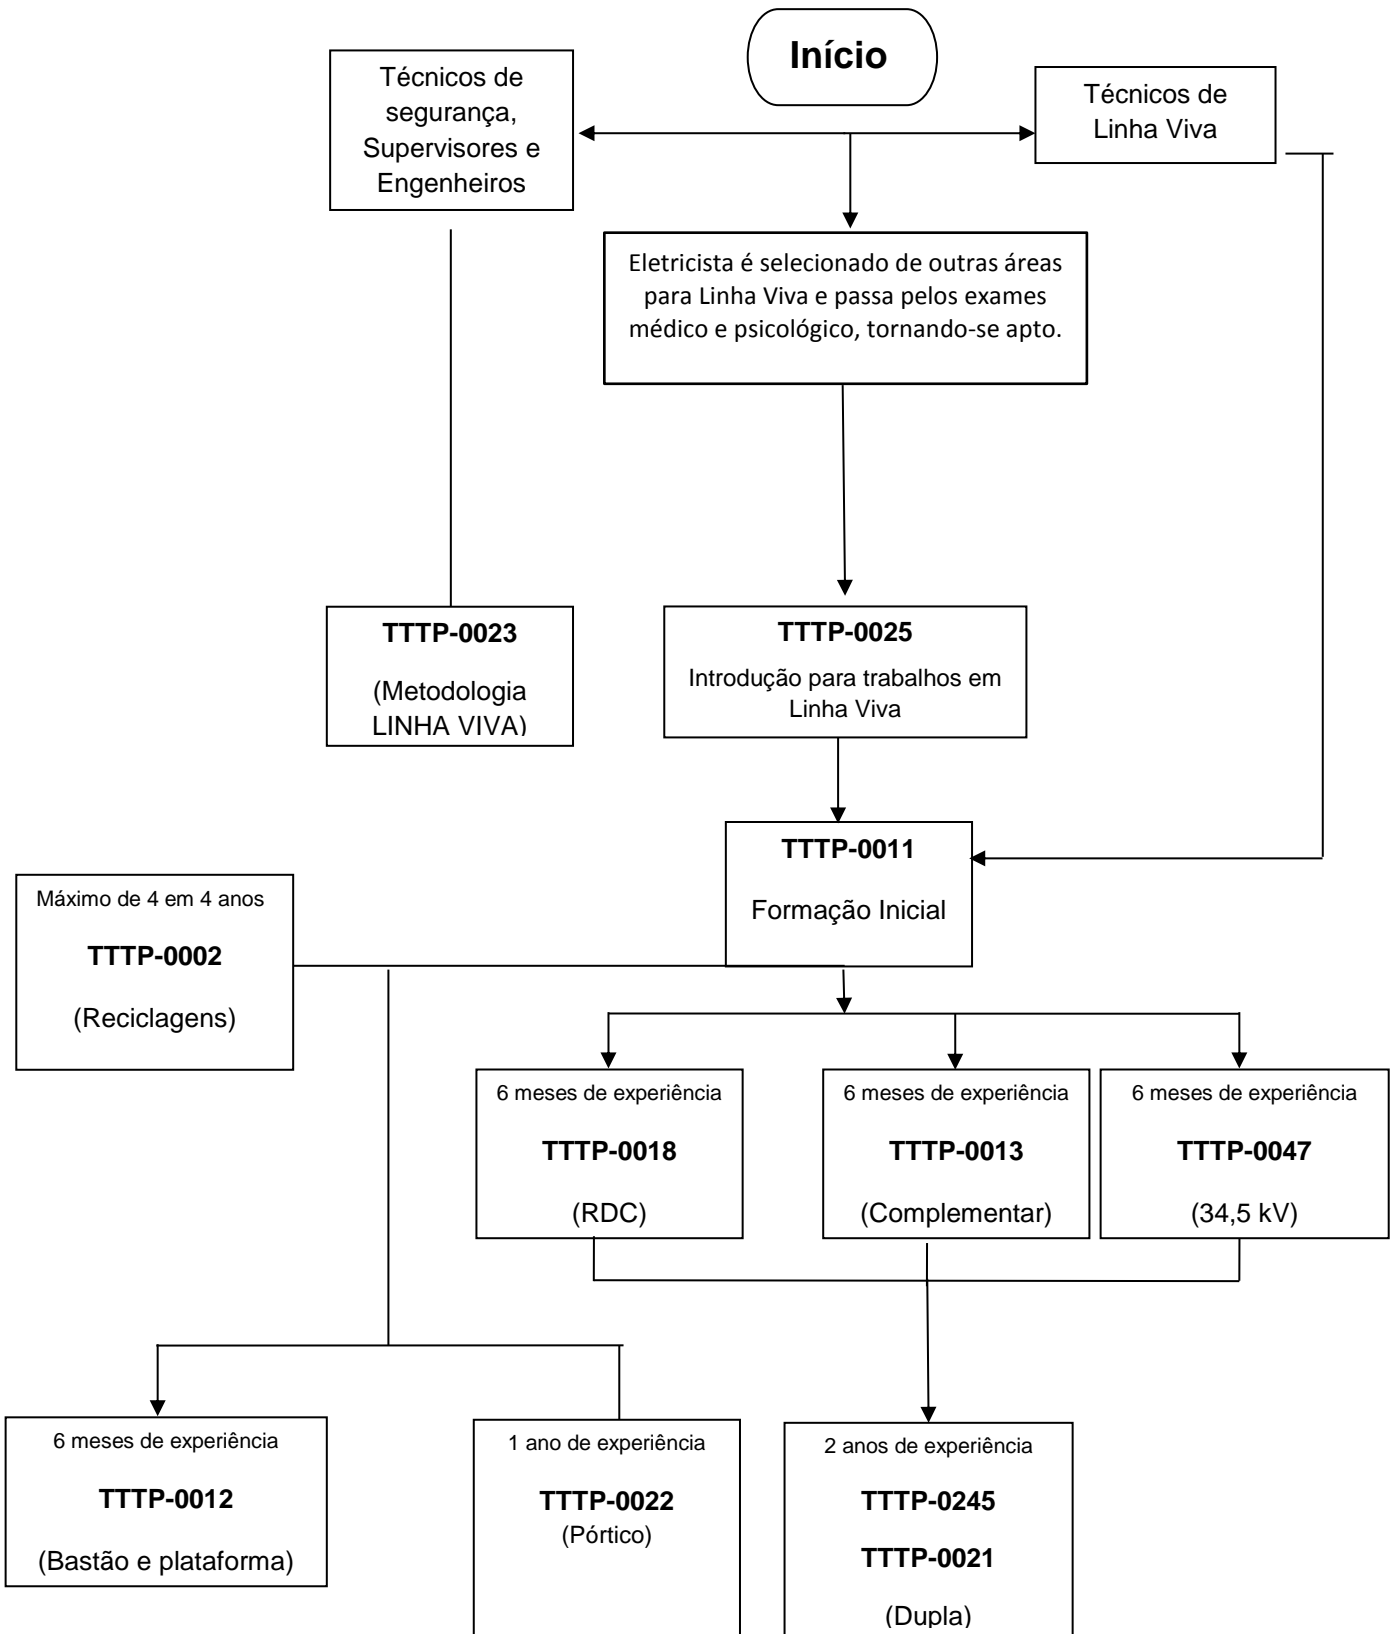 Início
Técnicos de
segurança,
Supervisores e
Engenheiros
Técnicos de
Linha Viva
Eletricista é selecionado de outras áreas
para Linha Viva e passa pelos exames
médico e psicológico, tornando-se apto.
TTTP-0023
(Metodologia
LINHA VIVA)
TTTP-0025
Introdução para trabalhos em
Linha Viva
TTTP-0011
Formação Inicial
Máximo de 4 em 4 anos
TTTP-0002
(Reciclagens)
6 meses de experiência
TTTP-0018
(RDC)
6 meses de experiência
TTTP-0013
(Complementar)
6 meses de experiência
TTTP-0047
(34,5 kV)
6 meses de experiência
TTTP-0012
(Bastão e plataforma)
1 ano de experiência
TTTP-0022
(Pórtico)
2 anos de experiência
TTTP-0245
TTTP-0021
(Dupla)